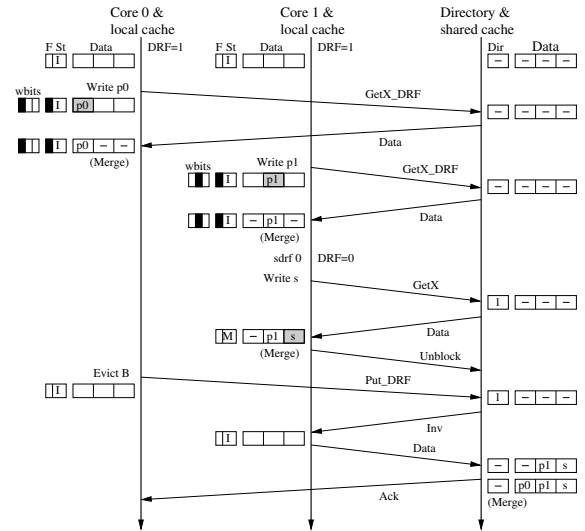 Core 0 & Core 1 & Directory &
local cache local cache shared cache
F St Data DRF=1 F St Data DRF=1 Dir Data
I I – – – –
Write p0
wbits GetX_DRF
I p0 – – – –
Data
I p0 – –
(Merge) Write p1
wbits GetX_DRF
I p1 – – – –
Data
I – p1 –
(Merge)
sdrf 0 DRF=0
Write s GetX
1 – – –
Data
M – p1 s
(Merge) Unblock
Evict B
Put_DRF
I 1 – – –
Inv
I
Data
– – p1 s
– p0 p1 s
Ack (Merge)